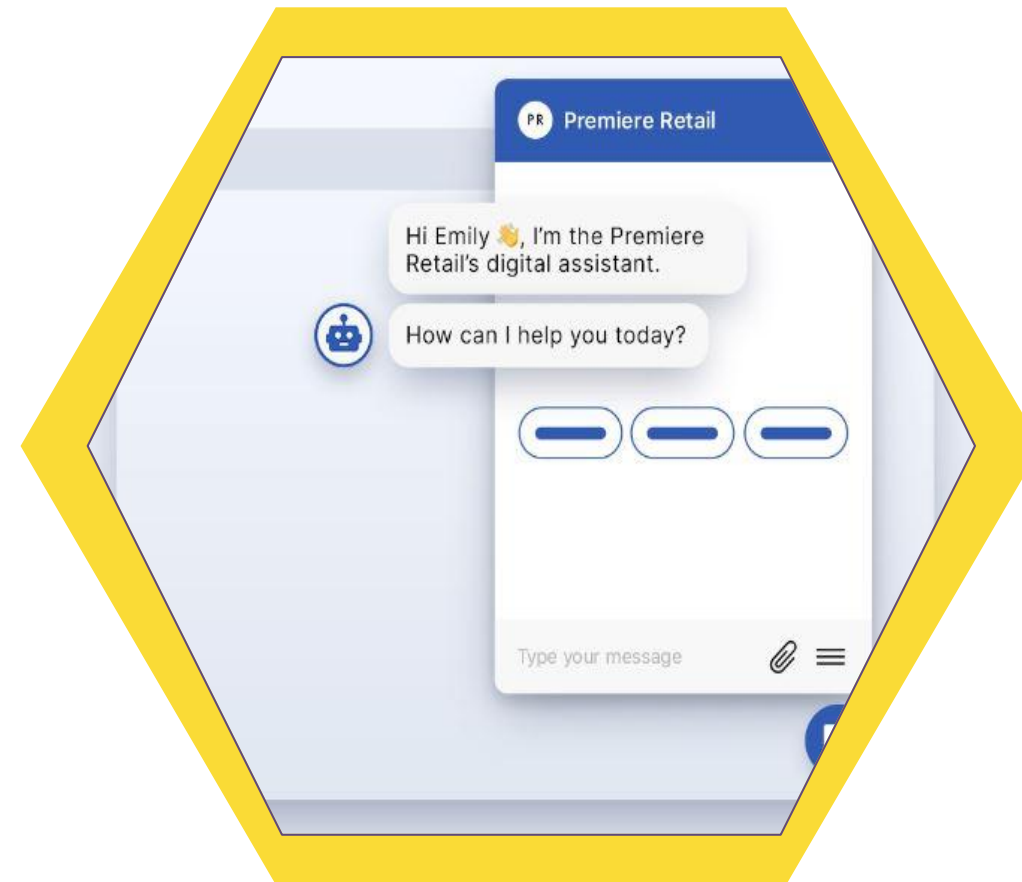 PR Premiere Retail
Hi Emily 👋, I'm the Premiere
Retail's digital assistant.
How can I help you today?
Type your message